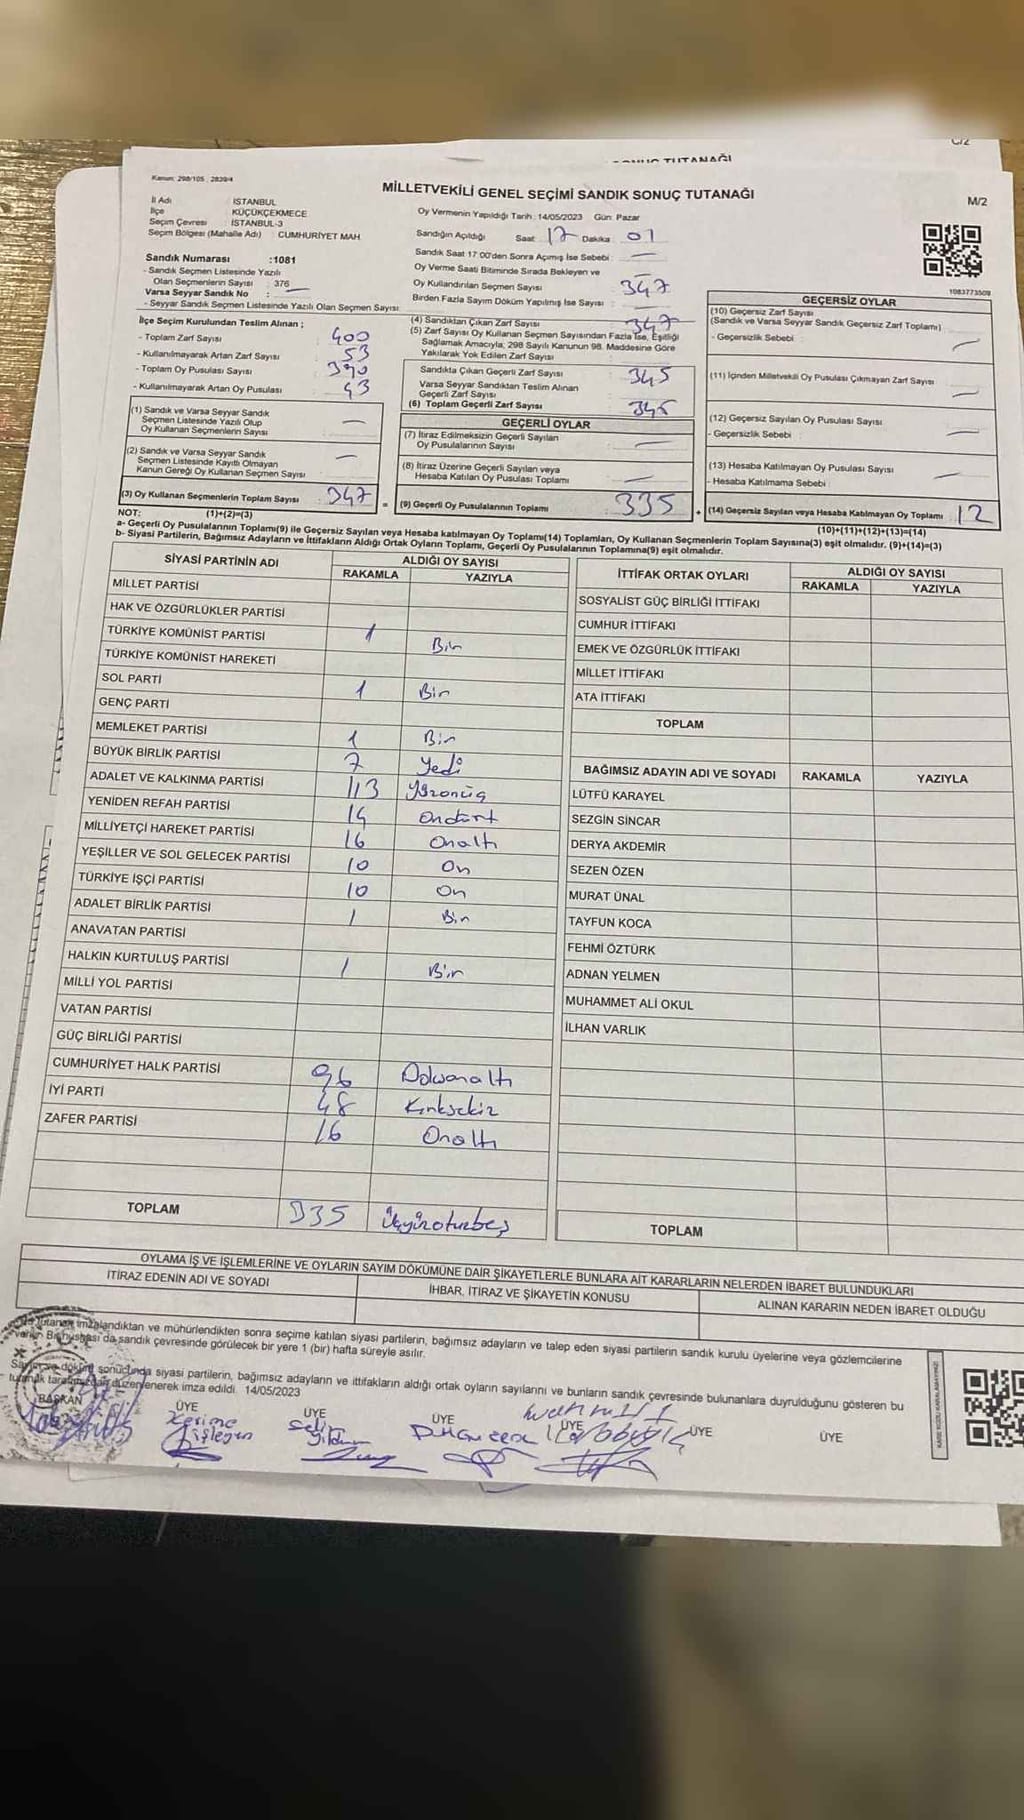 C/2
SONUÇ TUTANAĞI
Kanun: 298/105 , 2839/4
MİLLETVEKİLİ GENEL SEÇİMİ SANDIK SONUÇ TUTANAĞI
M/2
İl Adı : İSTANBUL
İlçe : KÜÇÜKÇEKMECE
Seçim Çevresi : İSTANBUL-3
Seçim Bölgesi (Mahalle Adı) : CUMHURİYET MAH.
Sandık Numarası :1081
- Sandık Seçmen Listesinde Yazılı
Olan Seçmenlerin Sayısı : 376
Varsa Seyyar Sandık No : —
- Seyyar Sandık Seçmen Listesinde Yazılı Olan Seçmen Sayısı:
Oy Vermenin Yapıldığı Tarih : 14/05/2023 Gün: Pazar
Sandığın Açıldığı Saat: 17 Dakika : 01
Sandık Saat 17:00'den Sonra Açımış İse Sebebi : —
Oy Verme Saati Bitiminde Sırada Bekleyen ve
Oy Kullandırılan Seçmen Sayısı : 347
Birden Fazla Sayım Döküm Yapılmış İse Sayısı :
1083773509
İlçe Seçim Kurulundan Teslim Alınan ;
- Toplam Zarf Sayısı : 400
- Kullanılmayarak Artan Zarf Sayısı : 53
- Toplam Oy Pusulası Sayısı : 390
- Kullanılmayarak Artan Oy Pusulası : 43
(1) Sandık ve Varsa Seyyar Sandık
Seçmen Listesinde Yazılı Olup
Oy Kullanan Seçmenlerin Sayısı —
(2) Sandık ve Varsa Seyyar Sandık
Seçmen Listesinde Kayıtlı Olmayan
Kanun Gereği Oy Kullanan Seçmen Sayısı —
(3) Oy Kullanan Seçmenlerin Toplam Sayısı : 347
(4) Sandıktan Çıkan Zarf Sayısı : 347
(5) Zarf Sayısı Oy Kullanan Seçmen Sayısından Fazla İse, Eşitliği
Sağlamak Amacıyla, 298 Sayılı Kanunun 98. Maddesine Göre
Yakılarak Yok Edilen Zarf Sayısı :
Sandıkta Çıkan Geçerli Zarf Sayısı : 345
Varsa Seyyar Sandıktan Teslim Alınan
Geçerli Zarf Sayısı
(6) Toplam Geçerli Zarf Sayısı 345
GEÇERLİ OYLAR
(7) İtiraz Edilmeksizin Geçerli Sayılan
Oy Pusulalarının Sayısı : —
(8) İtiraz Üzerine Geçerli Sayılan veya
Hesaba Katılan Oy Pusulası Toplamı : —
(9) Geçerli Oy Pusulalarının Toplamı : 335
GEÇERSİZ OYLAR
(10) Geçersiz Zarf Sayısı
(Sandık ve Varsa Seyyar Sandık Geçersiz Zarf Toplamı)
- Geçersizlik Sebebi : —
(11) İçinden Milletvekili Oy Pusulası Çıkmayan Zarf Sayısı —
(12) Geçersiz Sayılan Oy Pusulası Sayısı
- Geçersizlik Sebebi : —
(13) Hesaba Katılmayan Oy Pusulası Sayısı
- Hesaba Katılmama Sebebi : —
(14) Geçersiz Sayılan veya Hesaba Katılmayan Oy Toplamı 12
NOT: (1)+(2)=(3)
(10)+(11)+(12)+(13)=(14)
a- Geçerli Oy Pusulalarının Toplamı(9) ile Geçersiz Sayılan veya Hesaba katılmayan Oy Toplamı(14) Toplamları, Oy Kullanan Seçmenlerin Toplam Sayısına(3) eşit olmalıdır. (9)+(14)=(3)
b- Siyasi Partilerin, Bağımsız Adayların ve İttifakların Aldığı Oy Ortak Oyların Toplamı, Geçerli Oy Pusulalarının Toplamına(9) eşit olmalıdır.
SİYASİ PARTİNİN ADI ALDIĞI OY SAYISI
RAKAMLA YAZIYLA
MİLLET PARTİSİ
HAK VE ÖZGÜRLÜKLER PARTİSİ
TÜRKİYE KOMÜNİST PARTİSİ 1 Bir
TÜRKİYE KOMÜNİST HAREKETİ
SOL PARTİ 1 Bir
GENÇ PARTİ
MEMLEKET PARTİSİ 1 Bir
BÜYÜK BİRLİK PARTİSİ 7 Yedi
ADALET VE KALKINMA PARTİSİ 113 Yüzonüç
YENİDEN REFAH PARTİSİ 14 Ondört
MİLLİYETÇİ HAREKET PARTİSİ 16 Onaltı
YEŞİLLER VE SOL GELECEK PARTİSİ 10 On
TÜRKİYE İŞÇİ PARTİSİ 10 On
ADALET BİRLİK PARTİSİ 1 Bir
ANAVATAN PARTİSİ
HALKIN KURTULUŞ PARTİSİ 1 Bir
MİLLİ YOL PARTİSİ
VATAN PARTİSİ
GÜÇ BİRLİĞİ PARTİSİ
CUMHURİYET HALK PARTİSİ 96 Doksanaltı
İYİ PARTİ 48 Kırksekiz
ZAFER PARTİSİ 16 Onaltı
TOPLAM 335 Üçyüzotuzbeş
İTTİFAK ORTAK OYLARI ALDIĞI OY SAYISI
RAKAMLA YAZIYLA
SOSYALİST GÜÇ BİRLİĞİ İTTİFAKI
CUMHUR İTTİFAKI
EMEK VE ÖZGÜRLÜK İTTİFAKI
MİLLET İTTİFAKI
ATA İTTİFAKI
TOPLAM
BAĞIMSIZ ADAYIN ADI VE SOYADI RAKAMLA YAZIYLA
LÜTFÜ KARAYEL
SEZGİN SİNCAR
DERYA AKDEMİR
SEZEN ÖZEN
MURAT ÜNAL
TAYFUN KOCA
FEHMİ ÖZTÜRK
ADNAN YELMEN
MUHAMMET ALİ OKUL
İLHAN VARLIK
TOPLAM
OYLAMA İŞ VE İŞLEMLERİNE VE OYLARIN SAYIM DÖKÜMÜNE DAİR ŞİKAYETLERLE BUNLARA AİT KARARLARIN NELERDEN İBARET BULUNDUKLARI
İTİRAZ EDENİN ADI VE SOYADI İHBAR, İTİRAZ VE ŞİKAYETİN KONUSU ALINAN KARARIN NEDEN İBARET OLDUĞU
tutanak imzalandıktan ve mühürlendikten sonra seçime katılan siyasi partilerin, bağımsız adayların ve talep eden siyasi partilerin sandık kurulu üyelerine veya gözlemcilerine
verilir. Bir nushası da sandık çevresinde görülecek bir yere 1 (bir) hafta süreyle asılır.
Sayım ve döküm sonucunda siyasi partilerin, bağımsız adayların ve ittifakların aldığı ortak oyların sayılarını ve bunların sandık çevresinde bulunanlara duyrulduğunu gösteren bu
tutanak tarafımızdan düzenlenerek imza edildi. 14/05/2023
BAŞKAN ÜYE ÜYE ÜYE ÜYE ÜYE ÜYE
Kerime İşleğen